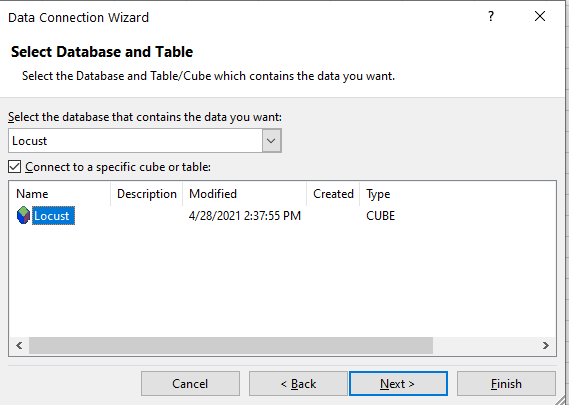 Data Connection Wizard
?
Select Database and Table
Select the Database and Table/Cube which contains the data you want.
Select the database that contains the data you want:
Locust
Connect to a specific cube or table:
Name Description Modified Created Type
Locust 4/28/2021 2:37:55 PM CUBE
Cancel < Back Next > Finish